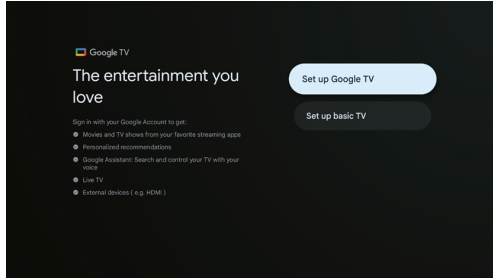 Google TV
The entertainment you
love
Sign in with your Google Account to get:
Movies and TV shows from your favorite streaming apps
Personalized recommendations
Google Assistant: Search and control your TV with your
voice
Live TV
External devices ( e.g. HDMI )
Set up Google TV
Set up basic TV